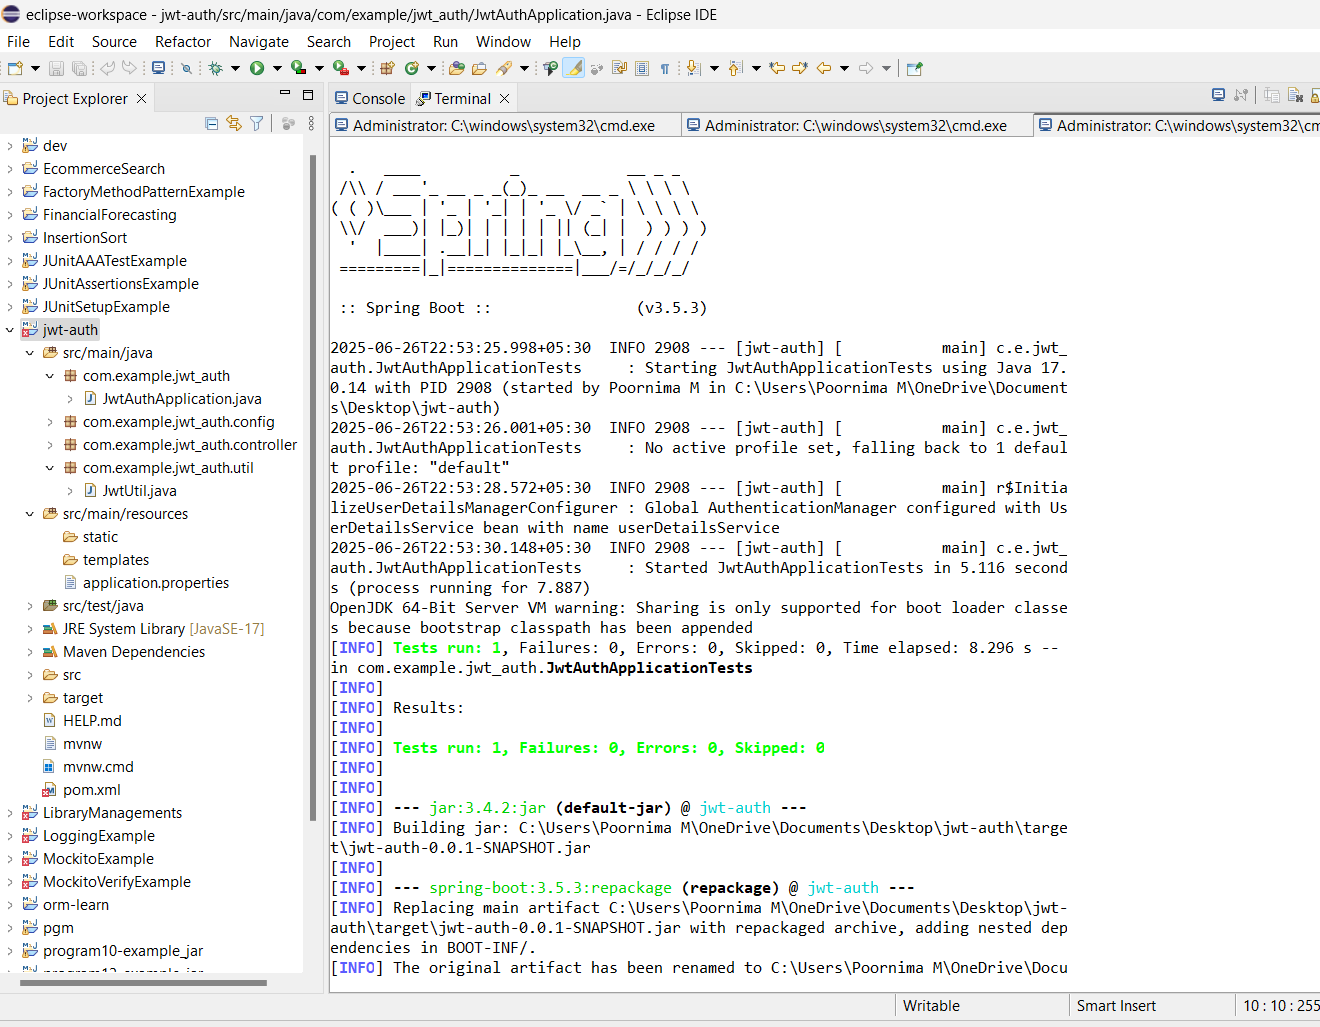 eclipse-workspace - jwt-auth/src/main/java/com/example/jwt_auth/JwtAuthApplication.java - Eclipse IDE
File Edit Source Refactor Navigate Search Project Run Window Help
Project Explorer
dev
EcommerceSearch
FactoryMethodPatternExample
FinancialForecasting
InsertionSort
JUnitAAATestExample
JUnitAssertionsExample
JUnitSetupExample
jwt-auth
src/main/java
com.example.jwt_auth
JwtAuthApplication.java
com.example.jwt_auth.config
com.example.jwt_auth.controller
com.example.jwt_auth.util
JwtUtil.java
src/main/resources
static
templates
application.properties
src/test/java
JRE System Library [JavaSE-17]
Maven Dependencies
src
target
HELP.md
mvnw
mvnw.cmd
pom.xml
LibraryManagements
LoggingExample
MockitoExample
MockitoVerifyExample
orm-learn
pgm
program10-example_jar
Console Terminal
Administrator: C:\windows\system32\cmd.exe Administrator: C:\windows\system32\cmd.exe Administrator: C:\windows\system32\cm
  .   ____          _            __ _ _
 /\\ / ___'_ __ _ _(_)_ __  __ _ \ \ \ \
( ( )\___ | '_ | '_| | '_ \/ _` | \ \ \ \
 \\/  ___)| |_)| | | | | || (_| |  ) ) ) )
  '  |____| .__|_| |_|_| |_\__, | / / / /
 =========|_|==============|___/=/_/_/_/
:: Spring Boot :: (v3.5.3)
2025-06-26T22:53:25.998+05:30 INFO 2908 --- [jwt-auth] [ main] c.e.jwt_
auth.JwtAuthApplicationTests : Starting JwtAuthApplicationTests using Java 17.
0.14 with PID 2908 (started by Poornima M in C:\Users\Poornima M\OneDrive\Document
s\Desktop\jwt-auth)
2025-06-26T22:53:26.001+05:30 INFO 2908 --- [jwt-auth] [ main] c.e.jwt_
auth.JwtAuthApplicationTests : No active profile set, falling back to 1 defaul
t profile: "default"
2025-06-26T22:53:28.572+05:30 INFO 2908 --- [jwt-auth] [ main] r$Initia
lizeUserDetailsManagerConfigurer : Global AuthenticationManager configured with Us
erDetailsService bean with name userDetailsService
2025-06-26T22:53:30.148+05:30 INFO 2908 --- [jwt-auth] [ main] c.e.jwt_
auth.JwtAuthApplicationTests : Started JwtAuthApplicationTests in 5.116 second
s (process running for 7.887)
OpenJDK 64-Bit Server VM warning: Sharing is only supported for boot loader classe
s because bootstrap classpath has been appended
[INFO] Tests run: 1, Failures: 0, Errors: 0, Skipped: 0, Time elapsed: 8.296 s --
in com.example.jwt_auth.JwtAuthApplicationTests
[INFO]
[INFO] Results:
[INFO]
[INFO] Tests run: 1, Failures: 0, Errors: 0, Skipped: 0
[INFO]
[INFO]
[INFO] --- jar:3.4.2:jar (default-jar) @ jwt-auth ---
[INFO] Building jar: C:\Users\Poornima M\OneDrive\Documents\Desktop\jwt-auth\targe
t\jwt-auth-0.0.1-SNAPSHOT.jar
[INFO]
[INFO] --- spring-boot:3.5.3:repackage (repackage) @ jwt-auth ---
[INFO] Replacing main artifact C:\Users\Poornima M\OneDrive\Documents\Desktop\jwt-
auth\target\jwt-auth-0.0.1-SNAPSHOT.jar with repackaged archive, adding nested dep
endencies in BOOT-INF/.
[INFO] The original artifact has been renamed to C:\Users\Poornima M\OneDrive\Docu
Writable Smart Insert 10 : 10 : 255